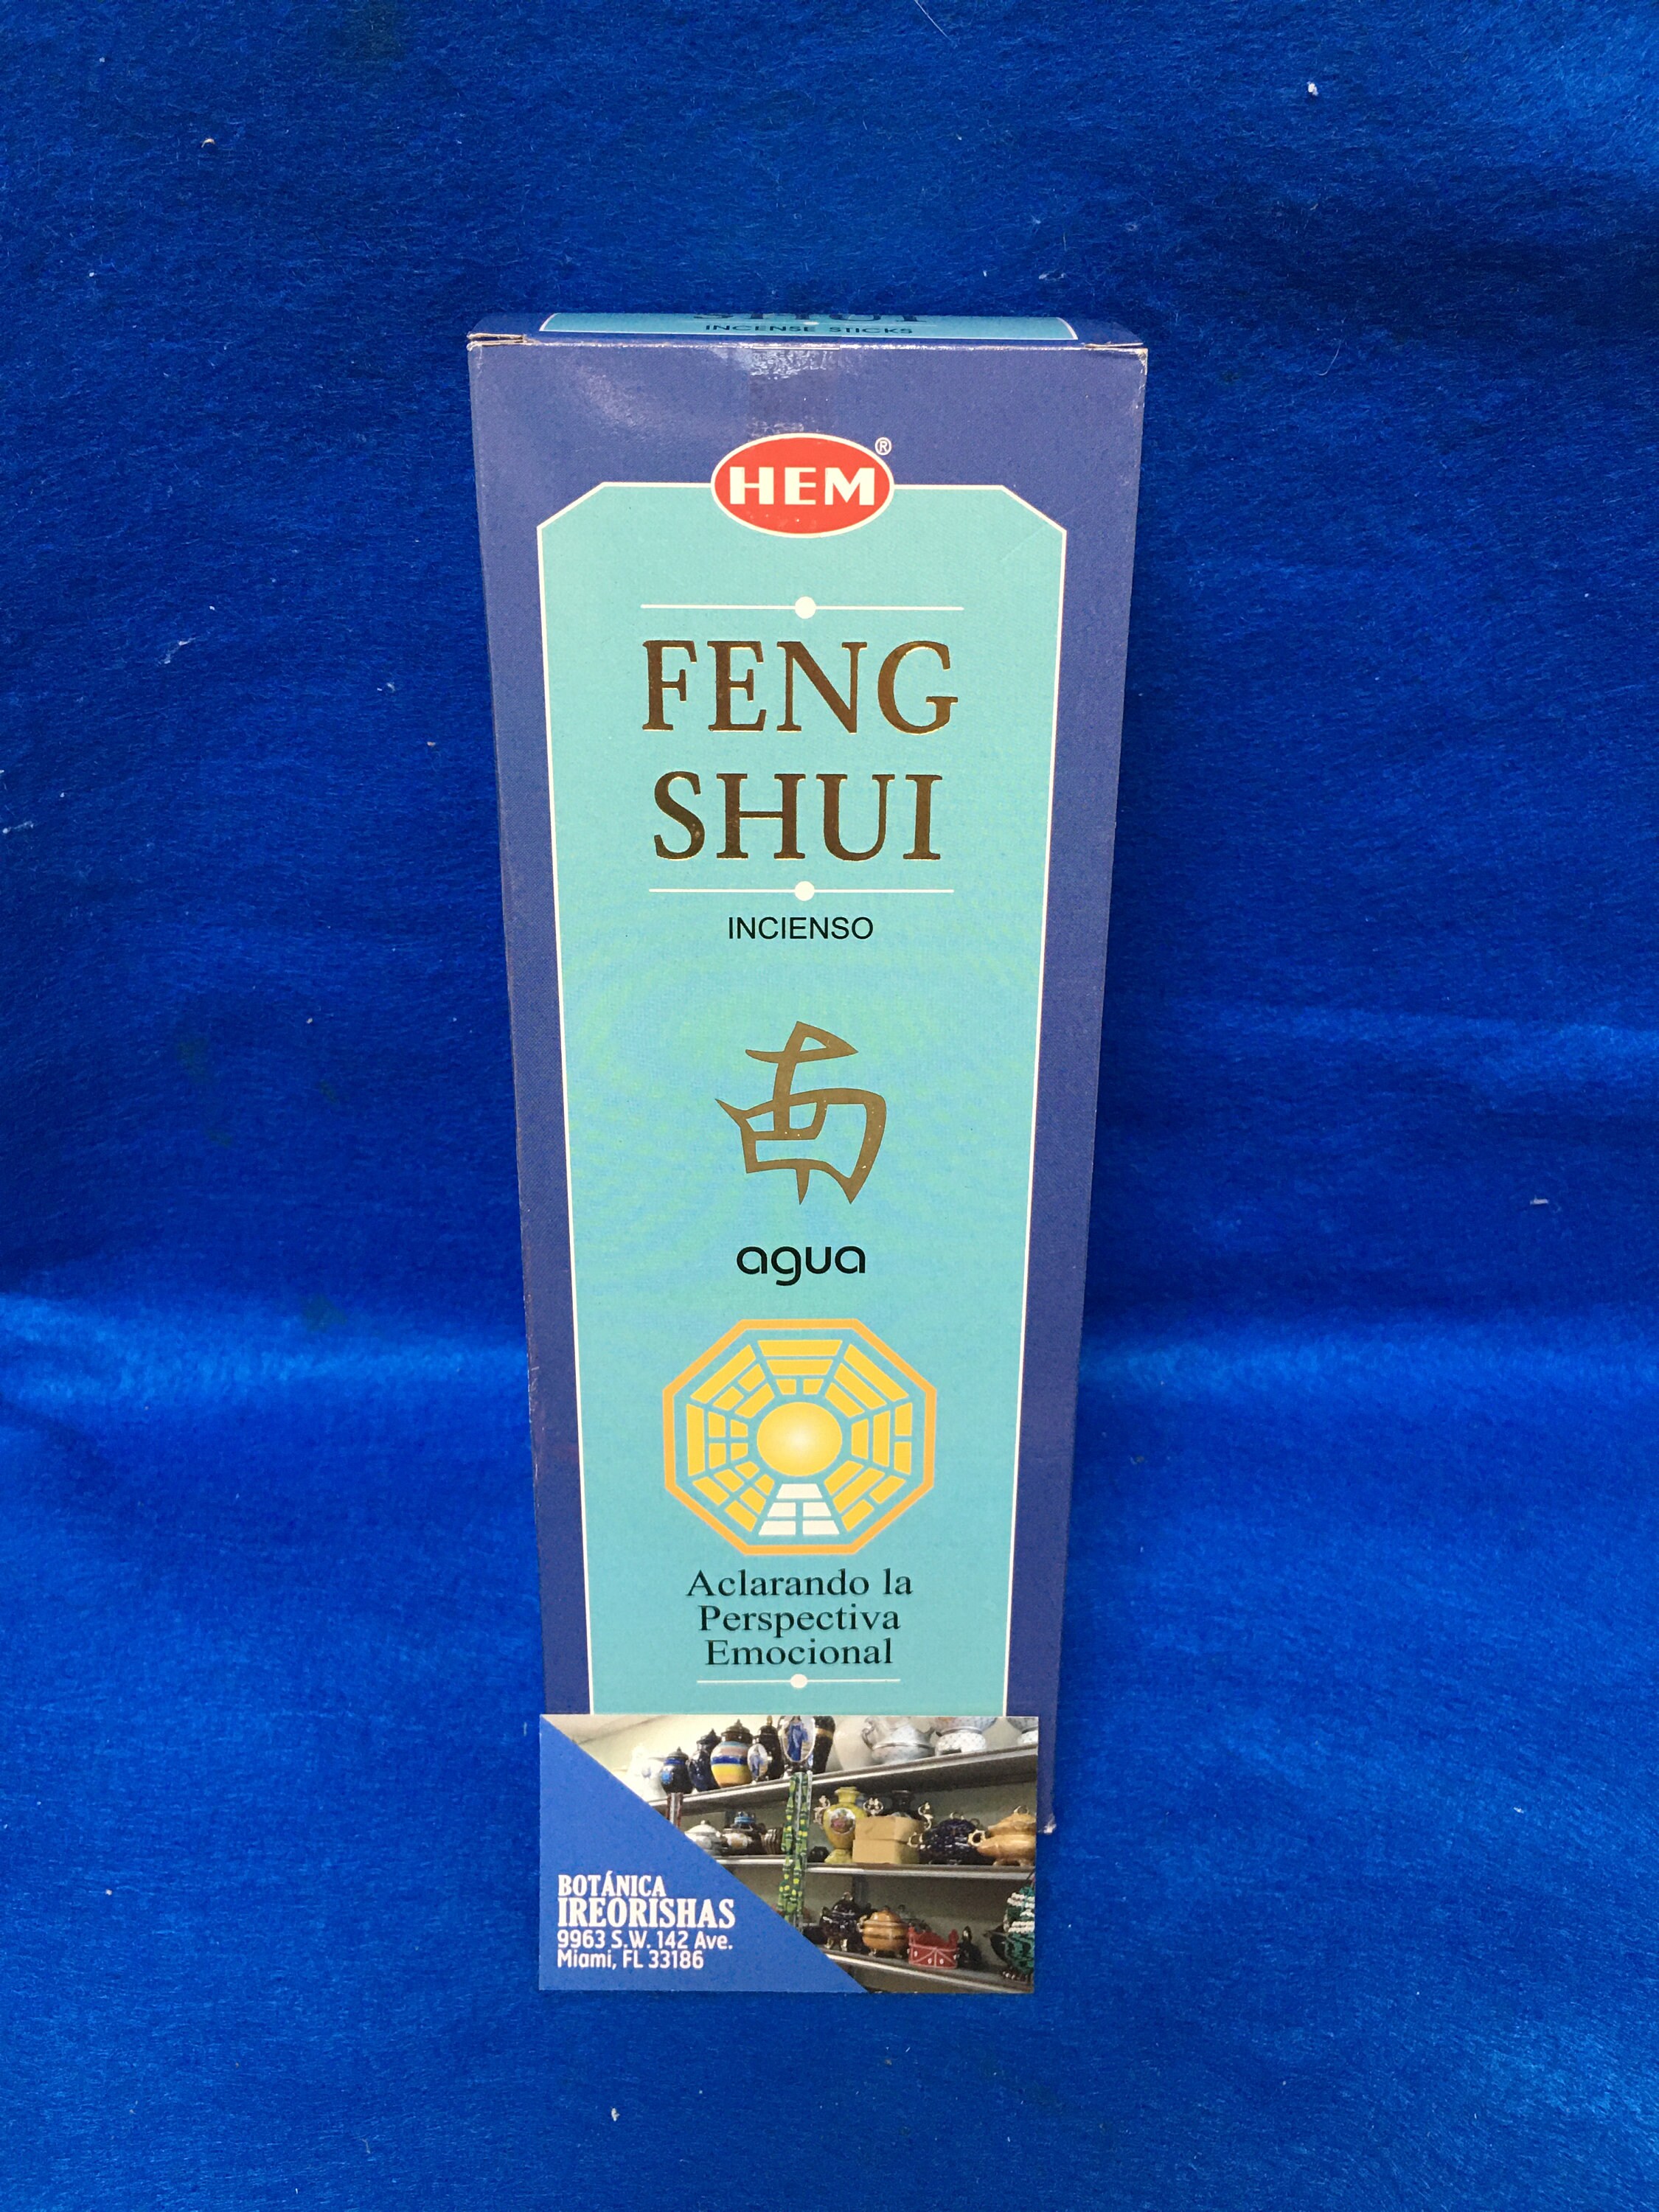 SHUI
INCENSE STICKS
HEM®
FENG
SHUI
INCIENSO
agua
Aclarando la
Perspectiva
Emocional
BOTÁNICA
IREORISHAS
9963 S.W. 142 Ave.
Miami, FL 33186